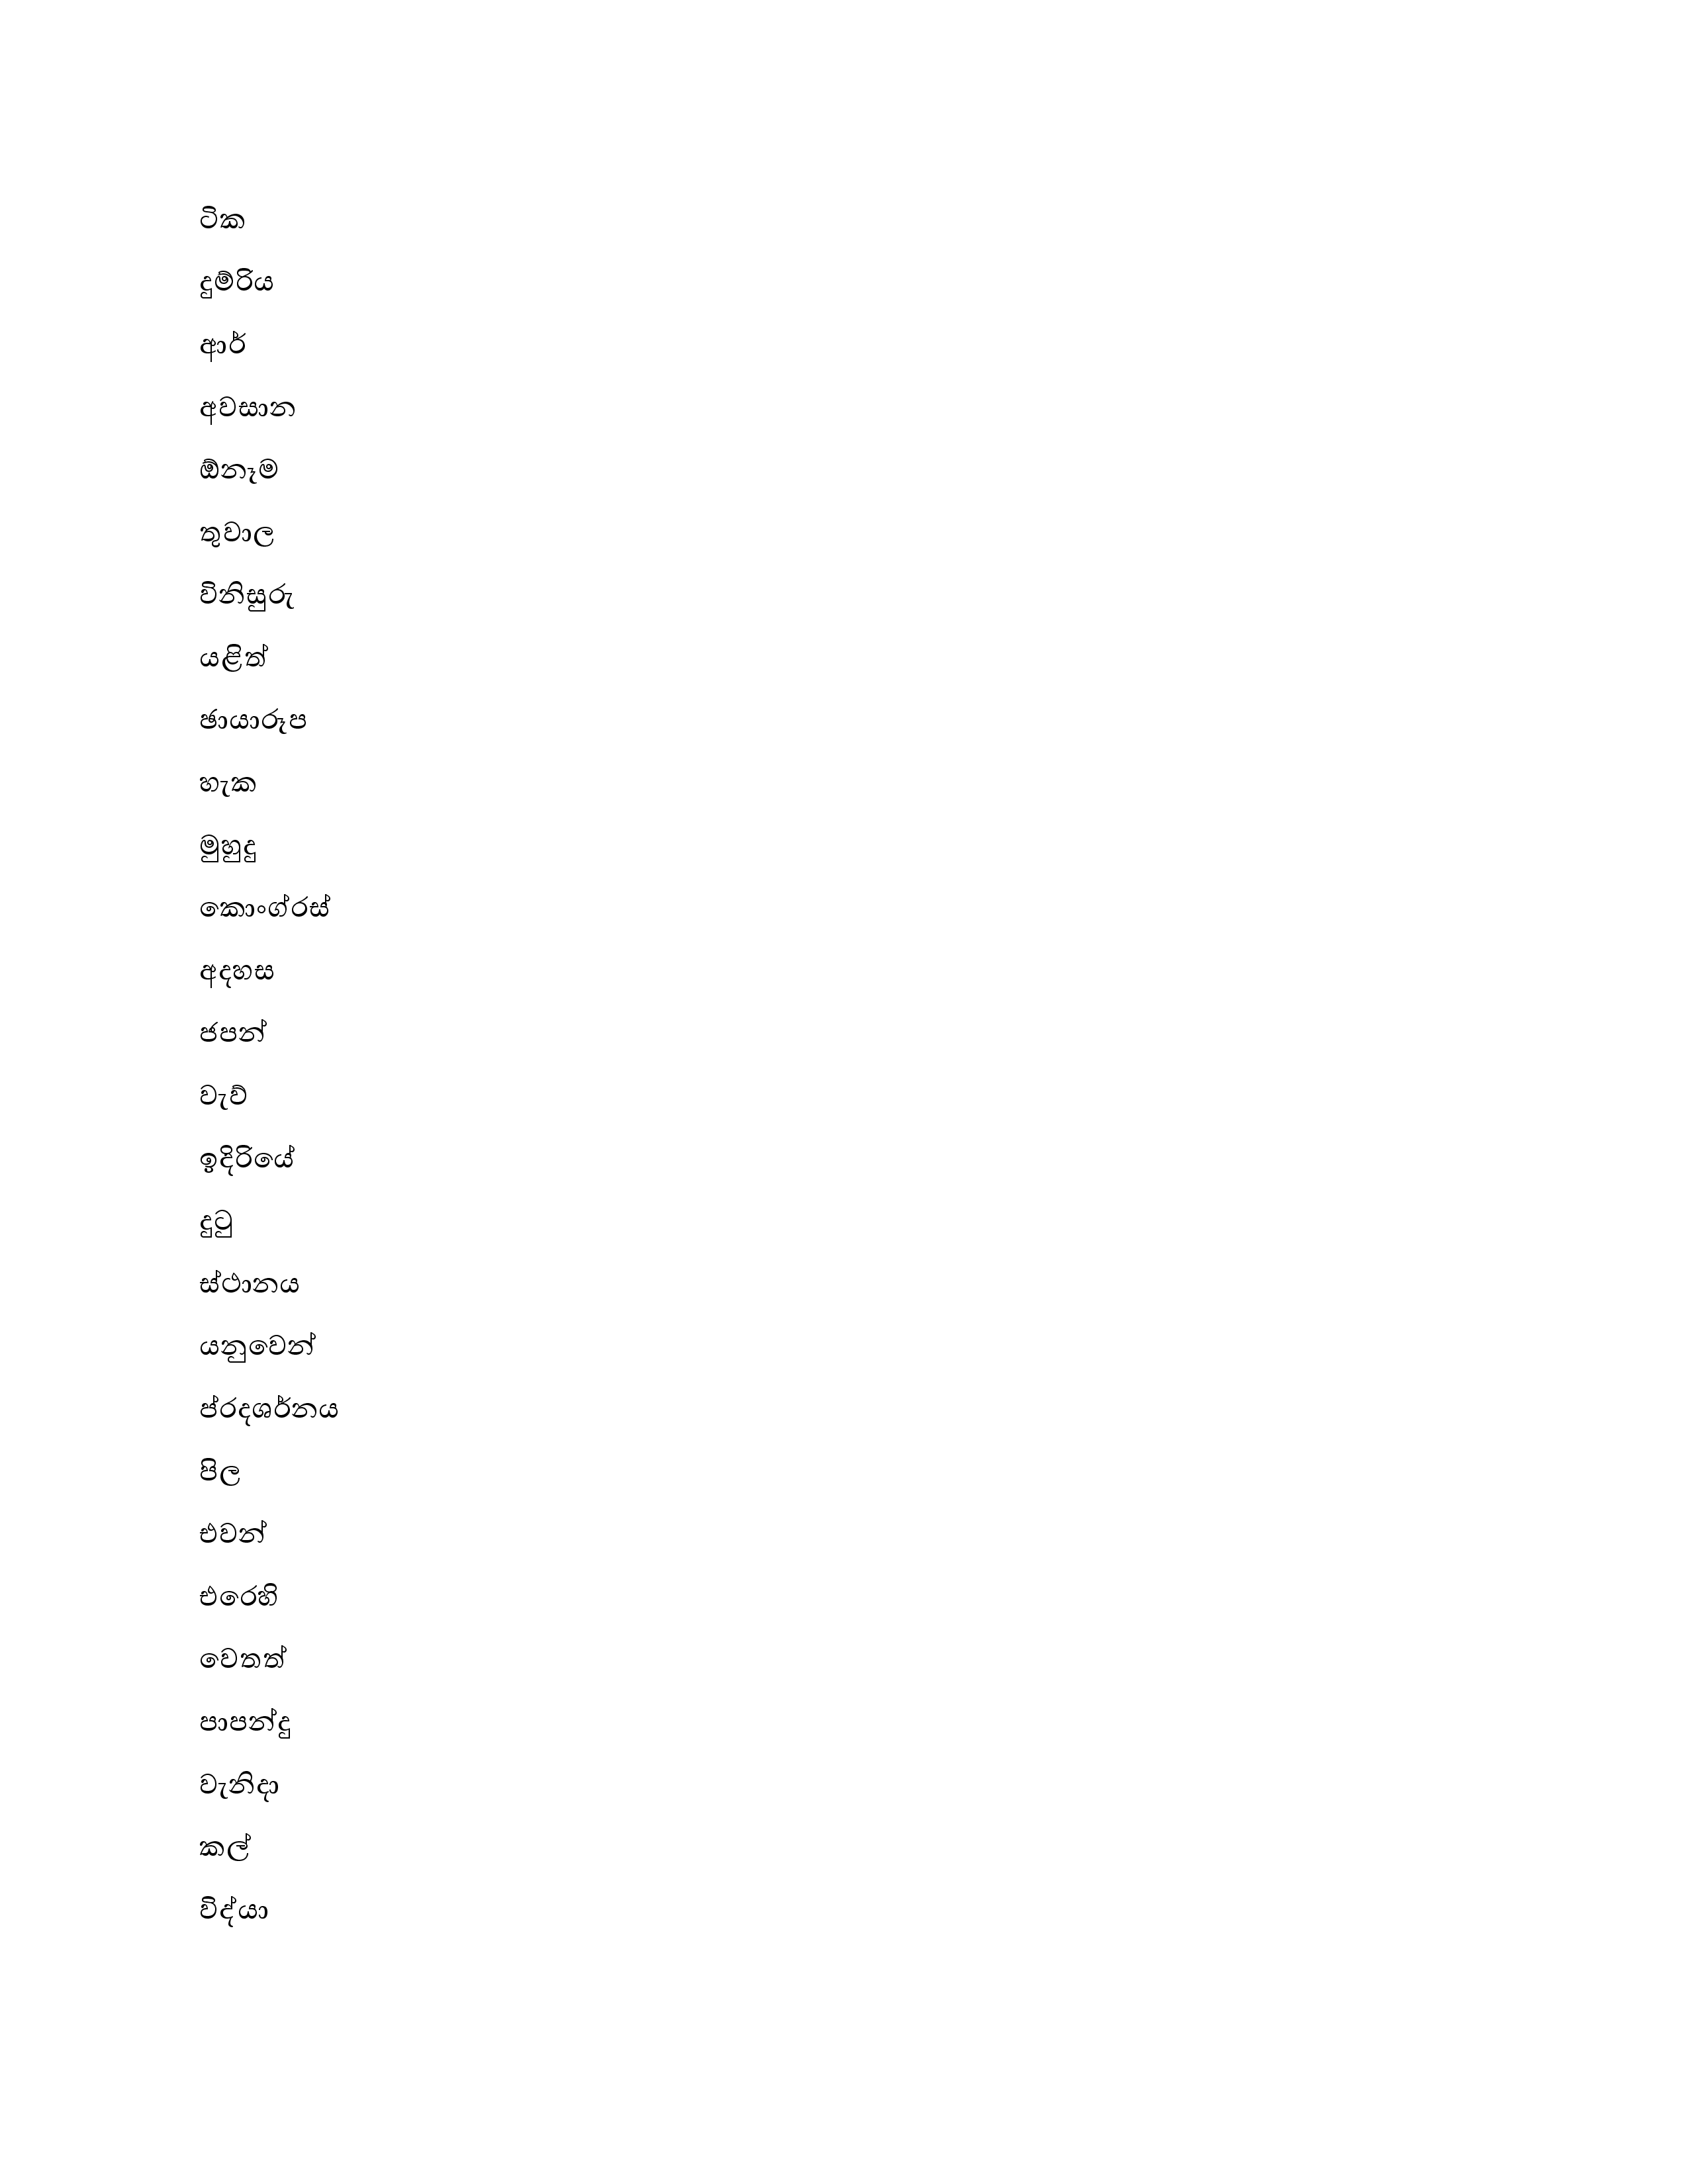 ටික
දුම්රිය
ආර්
අවසාන
ඕනෑම
තුවාල
විනිසුරු
යළිත්
ඡායාරූප
හැක
මුහුදු
කොංග්රස්
අදහස
ජපන්
වැව්
ඉදිරියේ
දුටු
ස්ථානය
යනුවෙන්
ප්රදර්ශනය
පිල
එවන්
එරෙහි
වෙතත්
පාපන්දු
වැනිදා
කල්
විද්යා